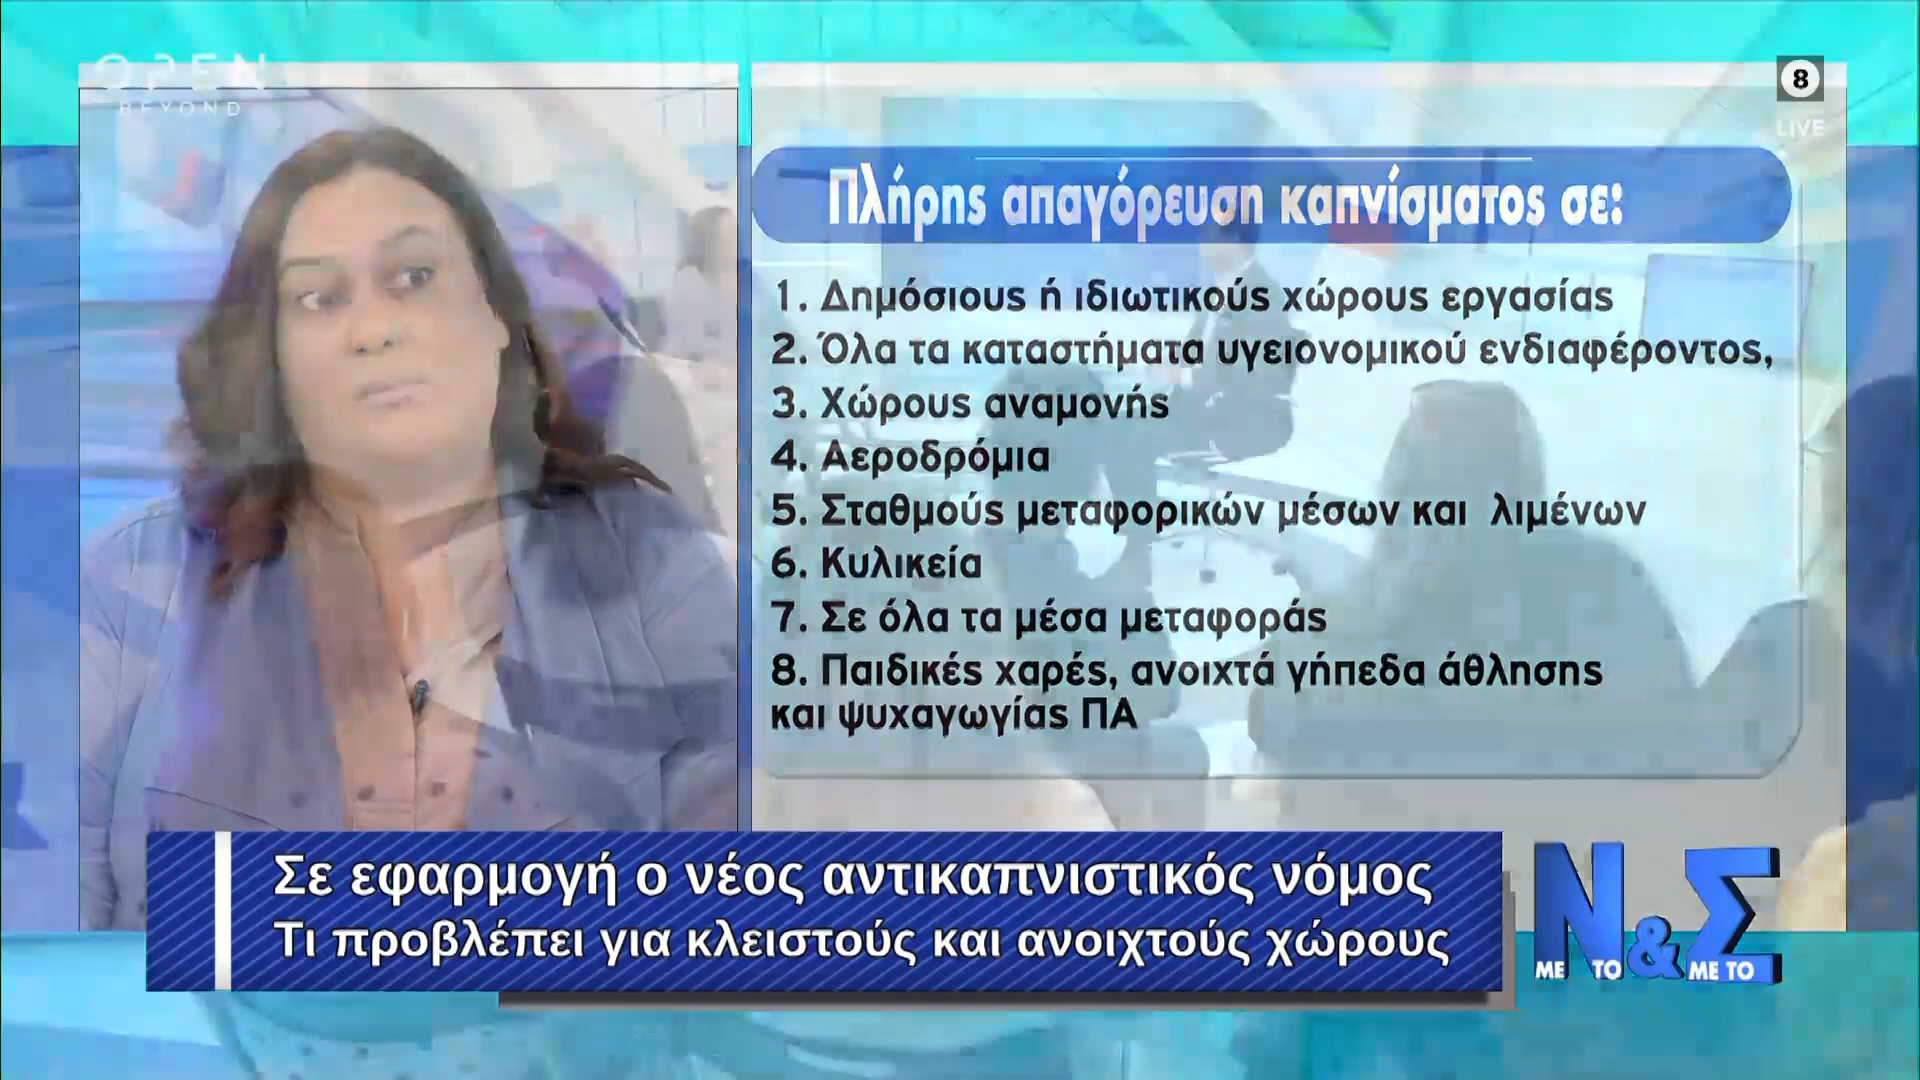 OPEN
BEYOND
8
LIVE
Πλήρης απαγόρευση καπνίσματος σε:
1. Δημόσιους ή ιδιωτικούς χώρους εργασίας
2. Όλα τα καταστήματα υγειονομικού ενδιαφέροντος,
3. Χώρους αναμονής
4. Αεροδρόμια
5. Σταθμούς μεταφορικών μέσων και λιμένων
6. Κυλικεία
7. Σε όλα τα μέσα μεταφοράς
8. Παιδικές χαρές, ανοιχτά γήπεδα άθλησης
και ψυχαγωγίας ΠΑ
Σε εφαρμογή ο νέος αντικαπνιστικός νόμος
Τι προβλέπει για κλειστούς και ανοιχτούς χώρους
ΜΕ ΤΟ Ν & ΜΕ ΤΟ Σ